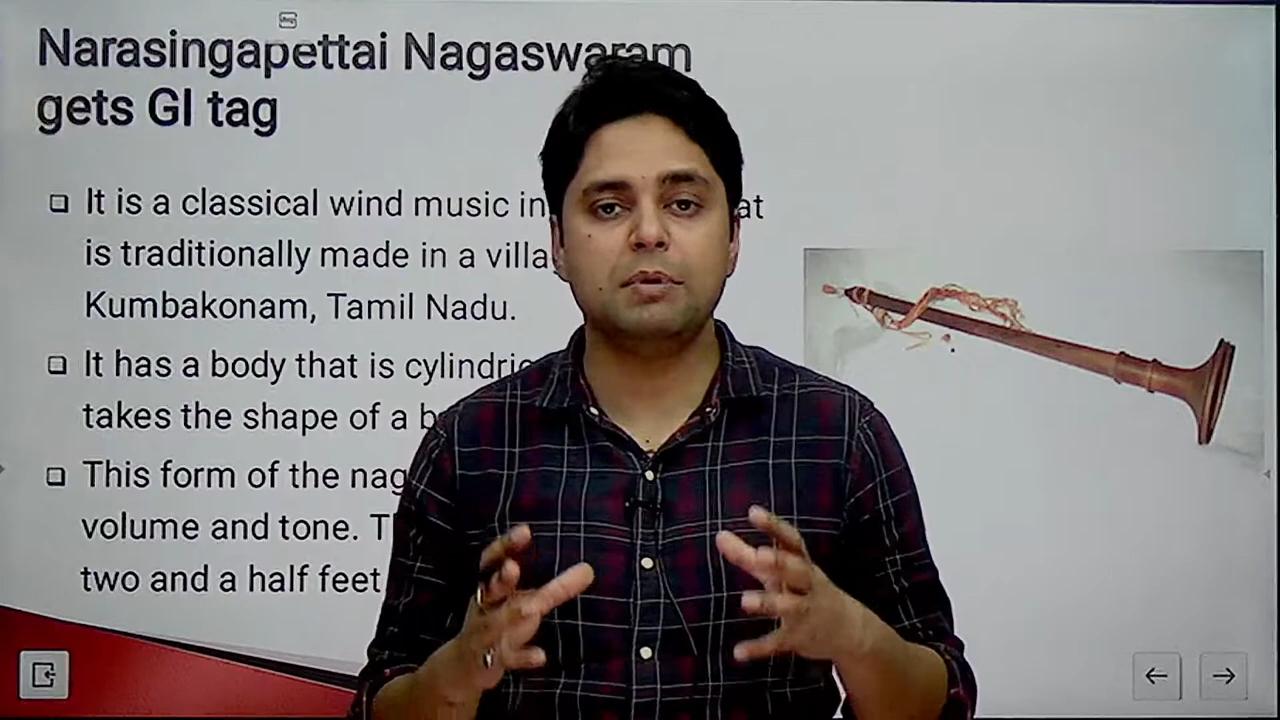 Narasingapettai Nagaswaram
gets GI tag
It is a classical wind music in at
is traditionally made in a villa
Kumbakonam, Tamil Nadu.
It has a body that is cylindric
takes the shape of a b
This form of the nag
volume and tone. T
two and a half feet